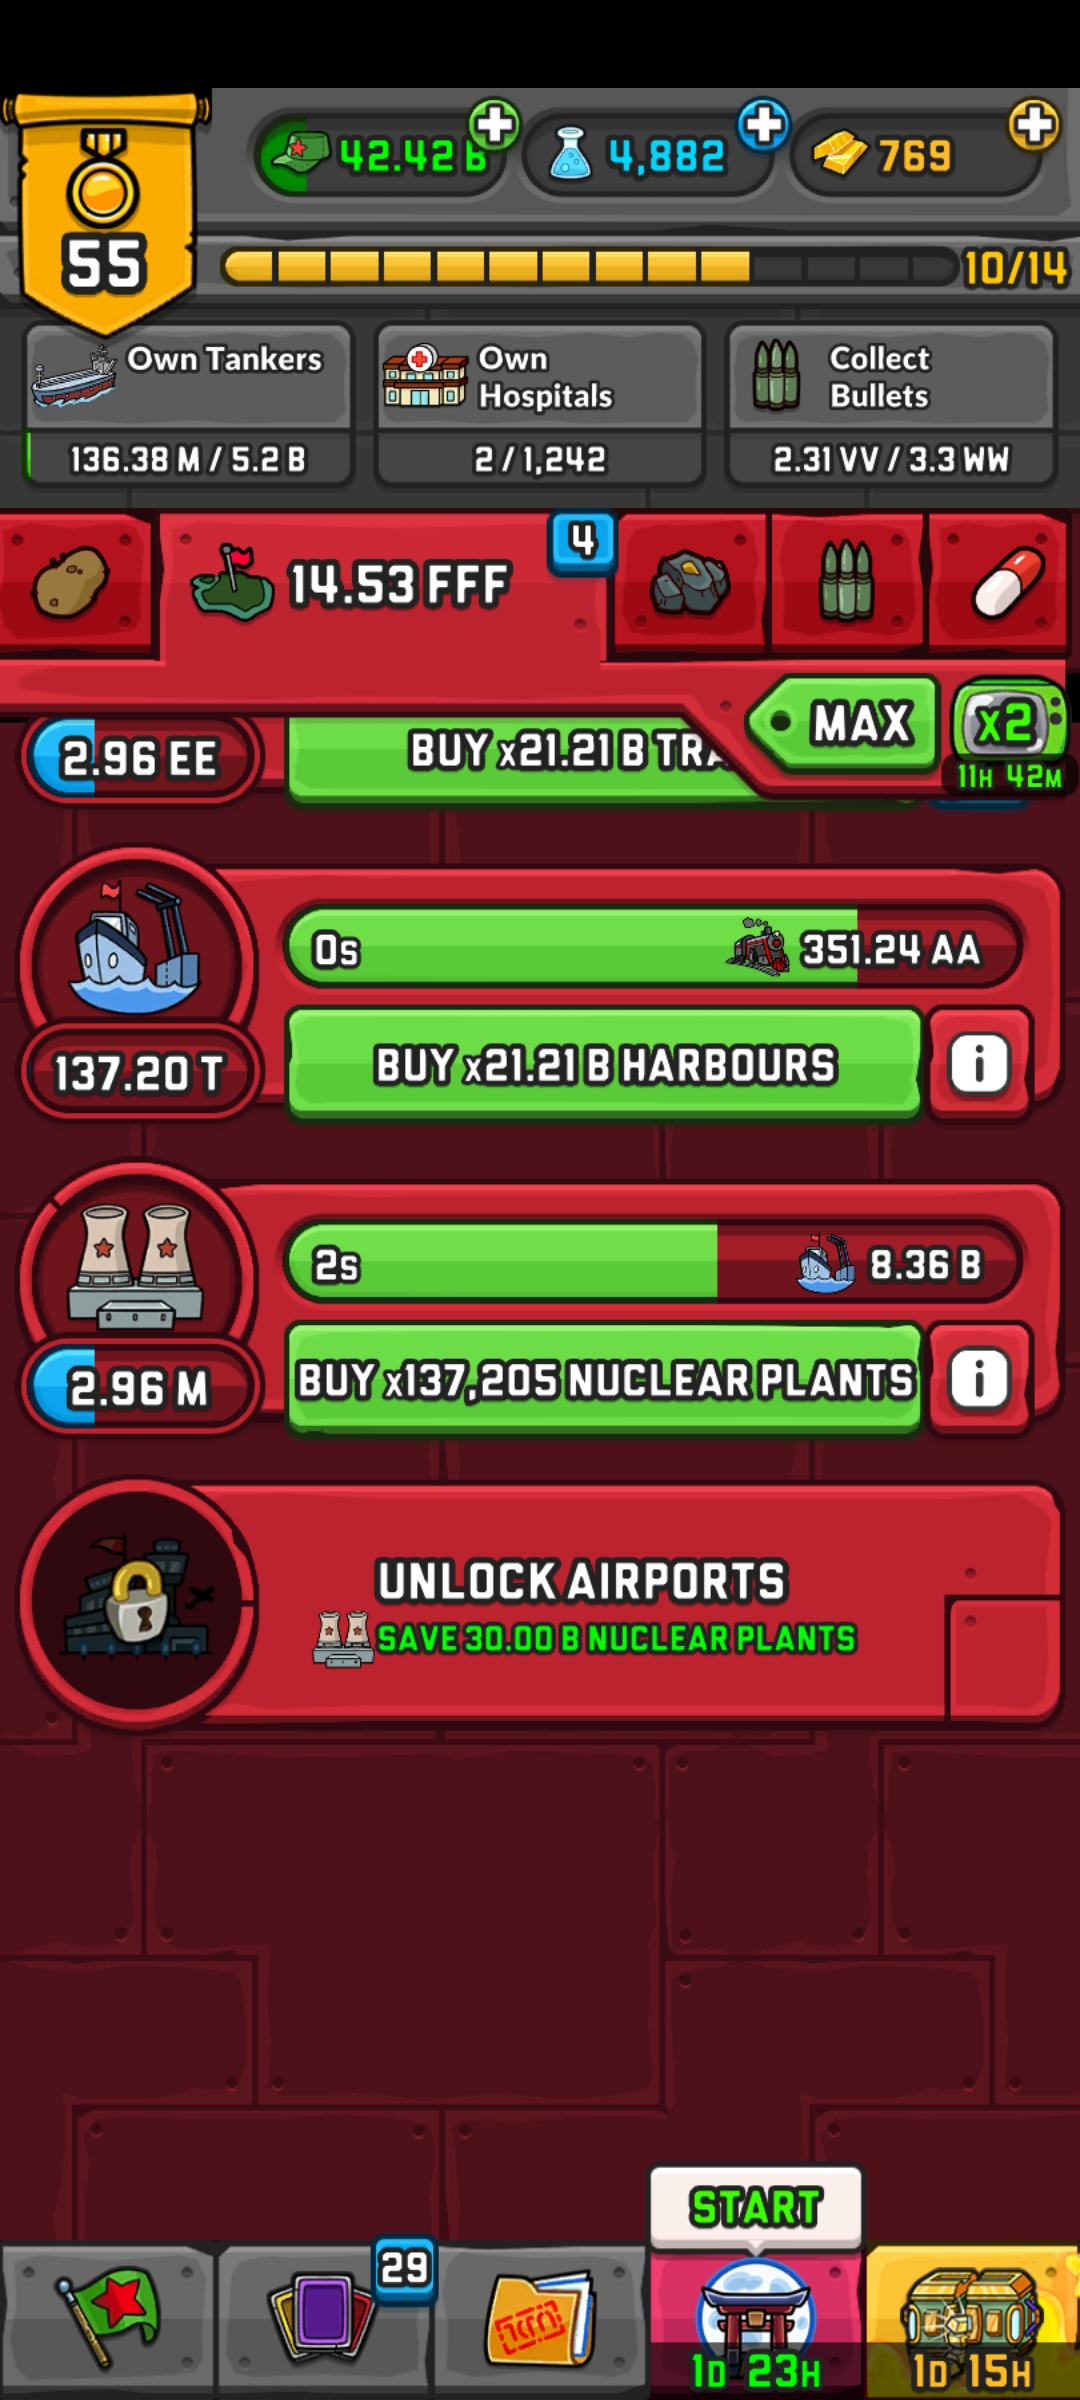 42.42 B
4,882
769
55
10/14
Own Tankers
136.38 M / 5.2 B
Own
Hospitals
2 / 1,242
Collect
Bullets
2.31 VV / 3.3 WW
14.53 FFF
4
MAX
x2
11H 42M
2.96 EE
BUY x21.21 B TRA
0s
351.24 AA
137.20 T
BUY x21.21 B HARBOURS
i
2s
8.36 B
2.96 M
BUY x137,205 NUCLEAR PLANTS
i
UNLOCK AIRPORTS
SAVE 30.00 B NUCLEAR PLANTS
START
29
1D 23H
1D 15H